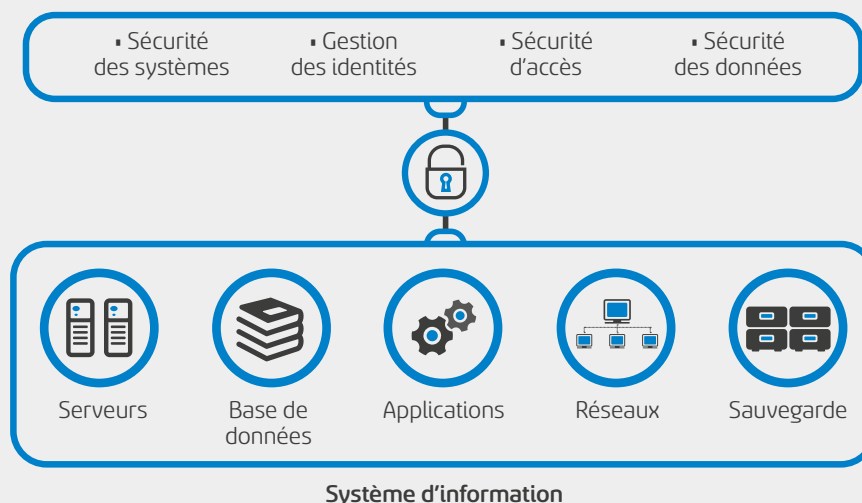 ▪ Sécurité
des systèmes
▪ Gestion
des identités
▪ Sécurité
d'accès
▪ Sécurité
des données
Serveurs
Base de
données
Applications
Réseaux
Sauvegarde
Système d'information